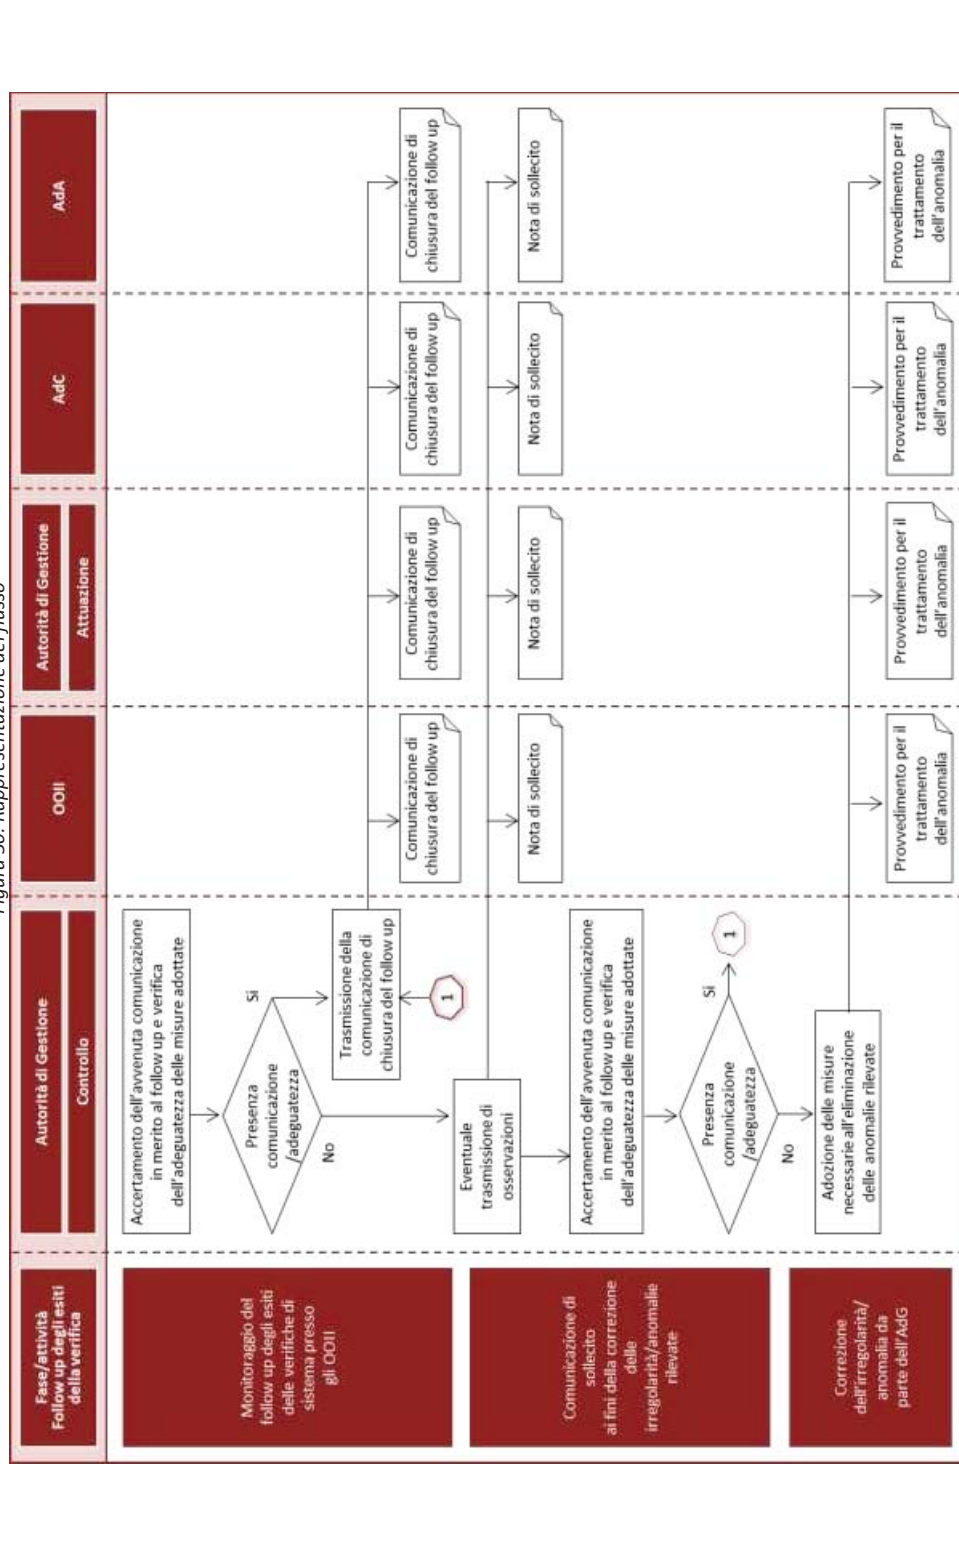 Fase/attività
Follow up degli esiti
della verifica
Autorità di Gestione
Controllo
OOII
Autorità di Gestione
Attuazione
AdC
AdA
Monitoraggio del
follow up degli esiti
delle verifiche di
sistema presso
gli OOII
Accertamento dell'avvenuta comunicazione
in merito al follow up e verifica
dell'adeguatezza delle misure adottate
Presenza
comunicazione
/adeguatezza
Si
No
Trasmissione della
comunicazione di
chiusura del follow up
1
Comunicazione di
chiusura del follow up
Comunicazione di
chiusura del follow up
Comunicazione di
chiusura del follow up
Comunicazione di
chiusura del follow up
Eventuale
trasmissione di
osservazioni
Nota di sollecito
Nota di sollecito
Nota di sollecito
Nota di sollecito
Comunicazione di
sollecito
ai fini della correzione
delle
irregolarità/anomalie
rilevate
Accertamento dell'avvenuta comunicazione
in merito al follow up e verifica
dell'adeguatezza delle misure adottate
Presenza
comunicazione
/adeguatezza
Si
1
No
Correzione
dell'irregolarità/
anomalia da
parte dell'AdG
Adozione delle misure
necessarie all'eliminazione
delle anomalie rilevate
Provvedimento per il
trattamento
dell'anomalia
Provvedimento per il
trattamento
dell'anomalia
Provvedimento per il
trattamento
dell'anomalia
Provvedimento per il
trattamento
dell'anomalia